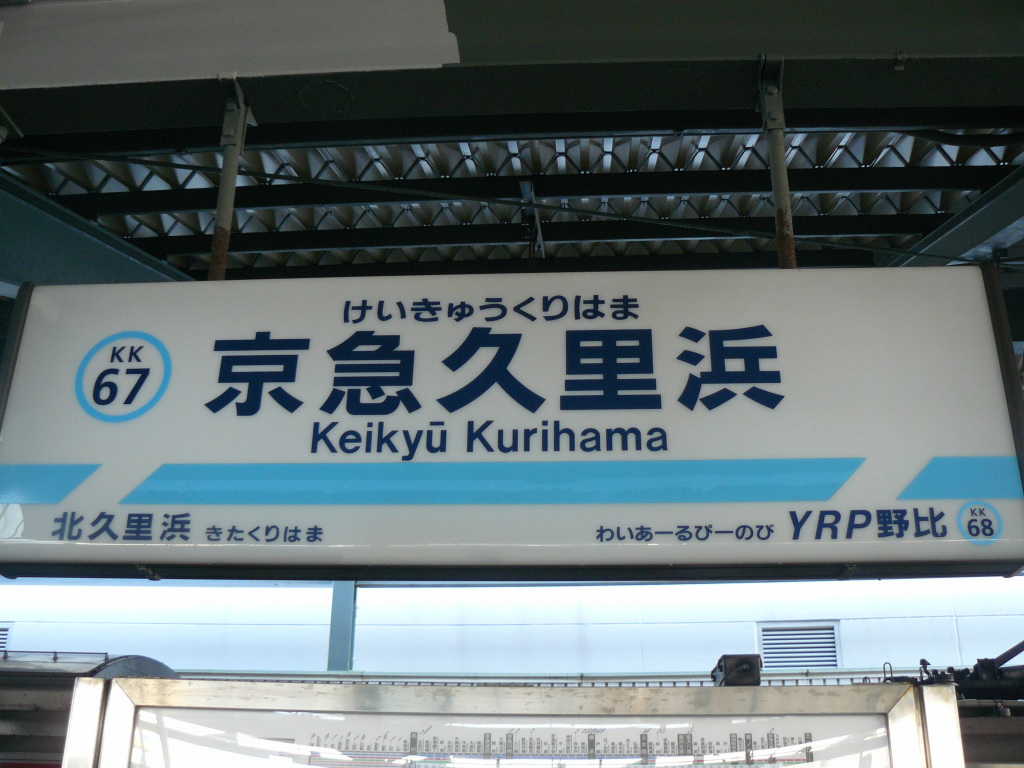 けいきゅうくりはま
KK
67
京急久里浜
Keikyū Kurihama
北久里浜 きたくりはま
わいあーるぴーのび YRP野比
KK
68